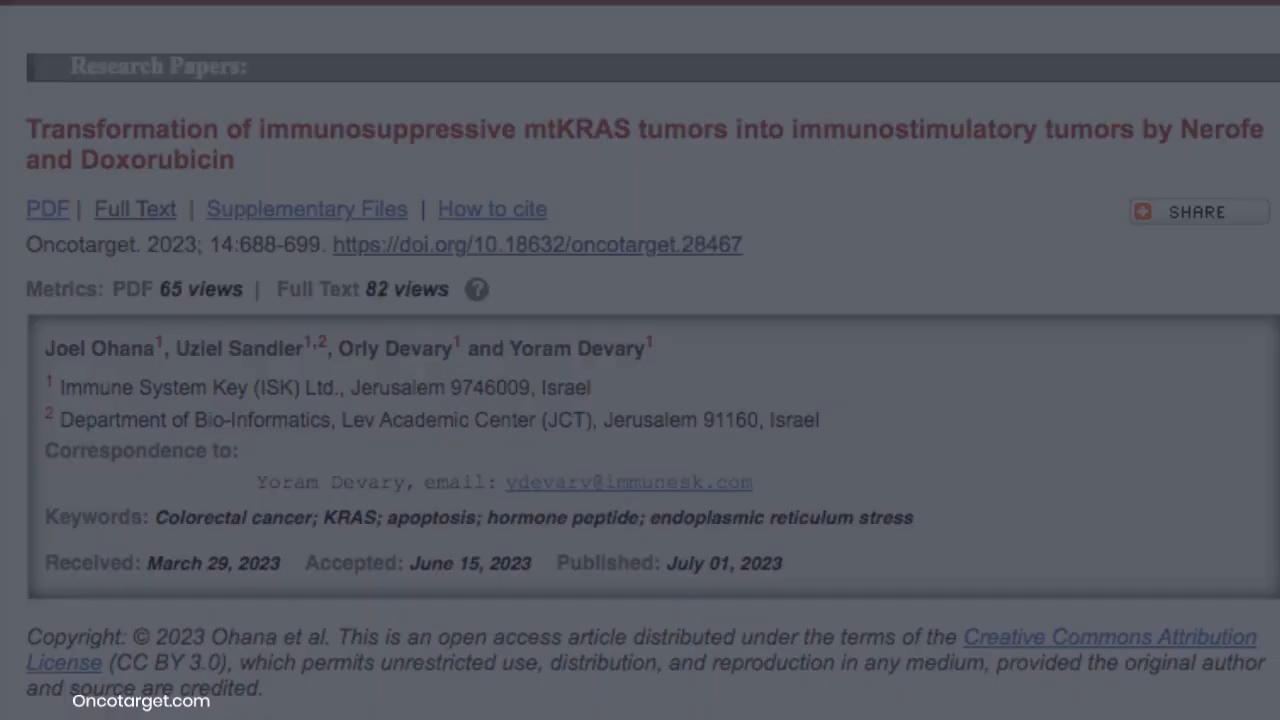 Research Papers:
Transformation of immunosuppressive mtKRAS tumors into immunostimulatory tumors by Nerofe
and Doxorubicin
PDF | Full Text | Supplementary Files | How to cite
SHARE
Oncotarget. 2023; 14:688-699. https://doi.org/10.18632/oncotarget.28467
Metrics: PDF 65 views | Full Text 82 views ?
Joel Ohana1, Uziel Sandler1,2, Orly Devary1 and Yoram Devary1
1 Immune System Key (ISK) Ltd., Jerusalem 9746009, Israel
2 Department of Bio-Informatics, Lev Academic Center (JCT), Jerusalem 91160, Israel
Correspondence to:
Yoram Devary, email: ydevary@immunesk.com
Keywords: Colorectal cancer; KRAS; apoptosis; hormone peptide; endoplasmic reticulum stress
Received: March 29, 2023 Accepted: June 15, 2023 Published: July 01, 2023
Copyright: © 2023 Ohana et al. This is an open access article distributed under the terms of the Creative Commons Attribution
License (CC BY 3.0), which permits unrestricted use, distribution, and reproduction in any medium, provided the original author
and source are credited.
Oncotarget.com